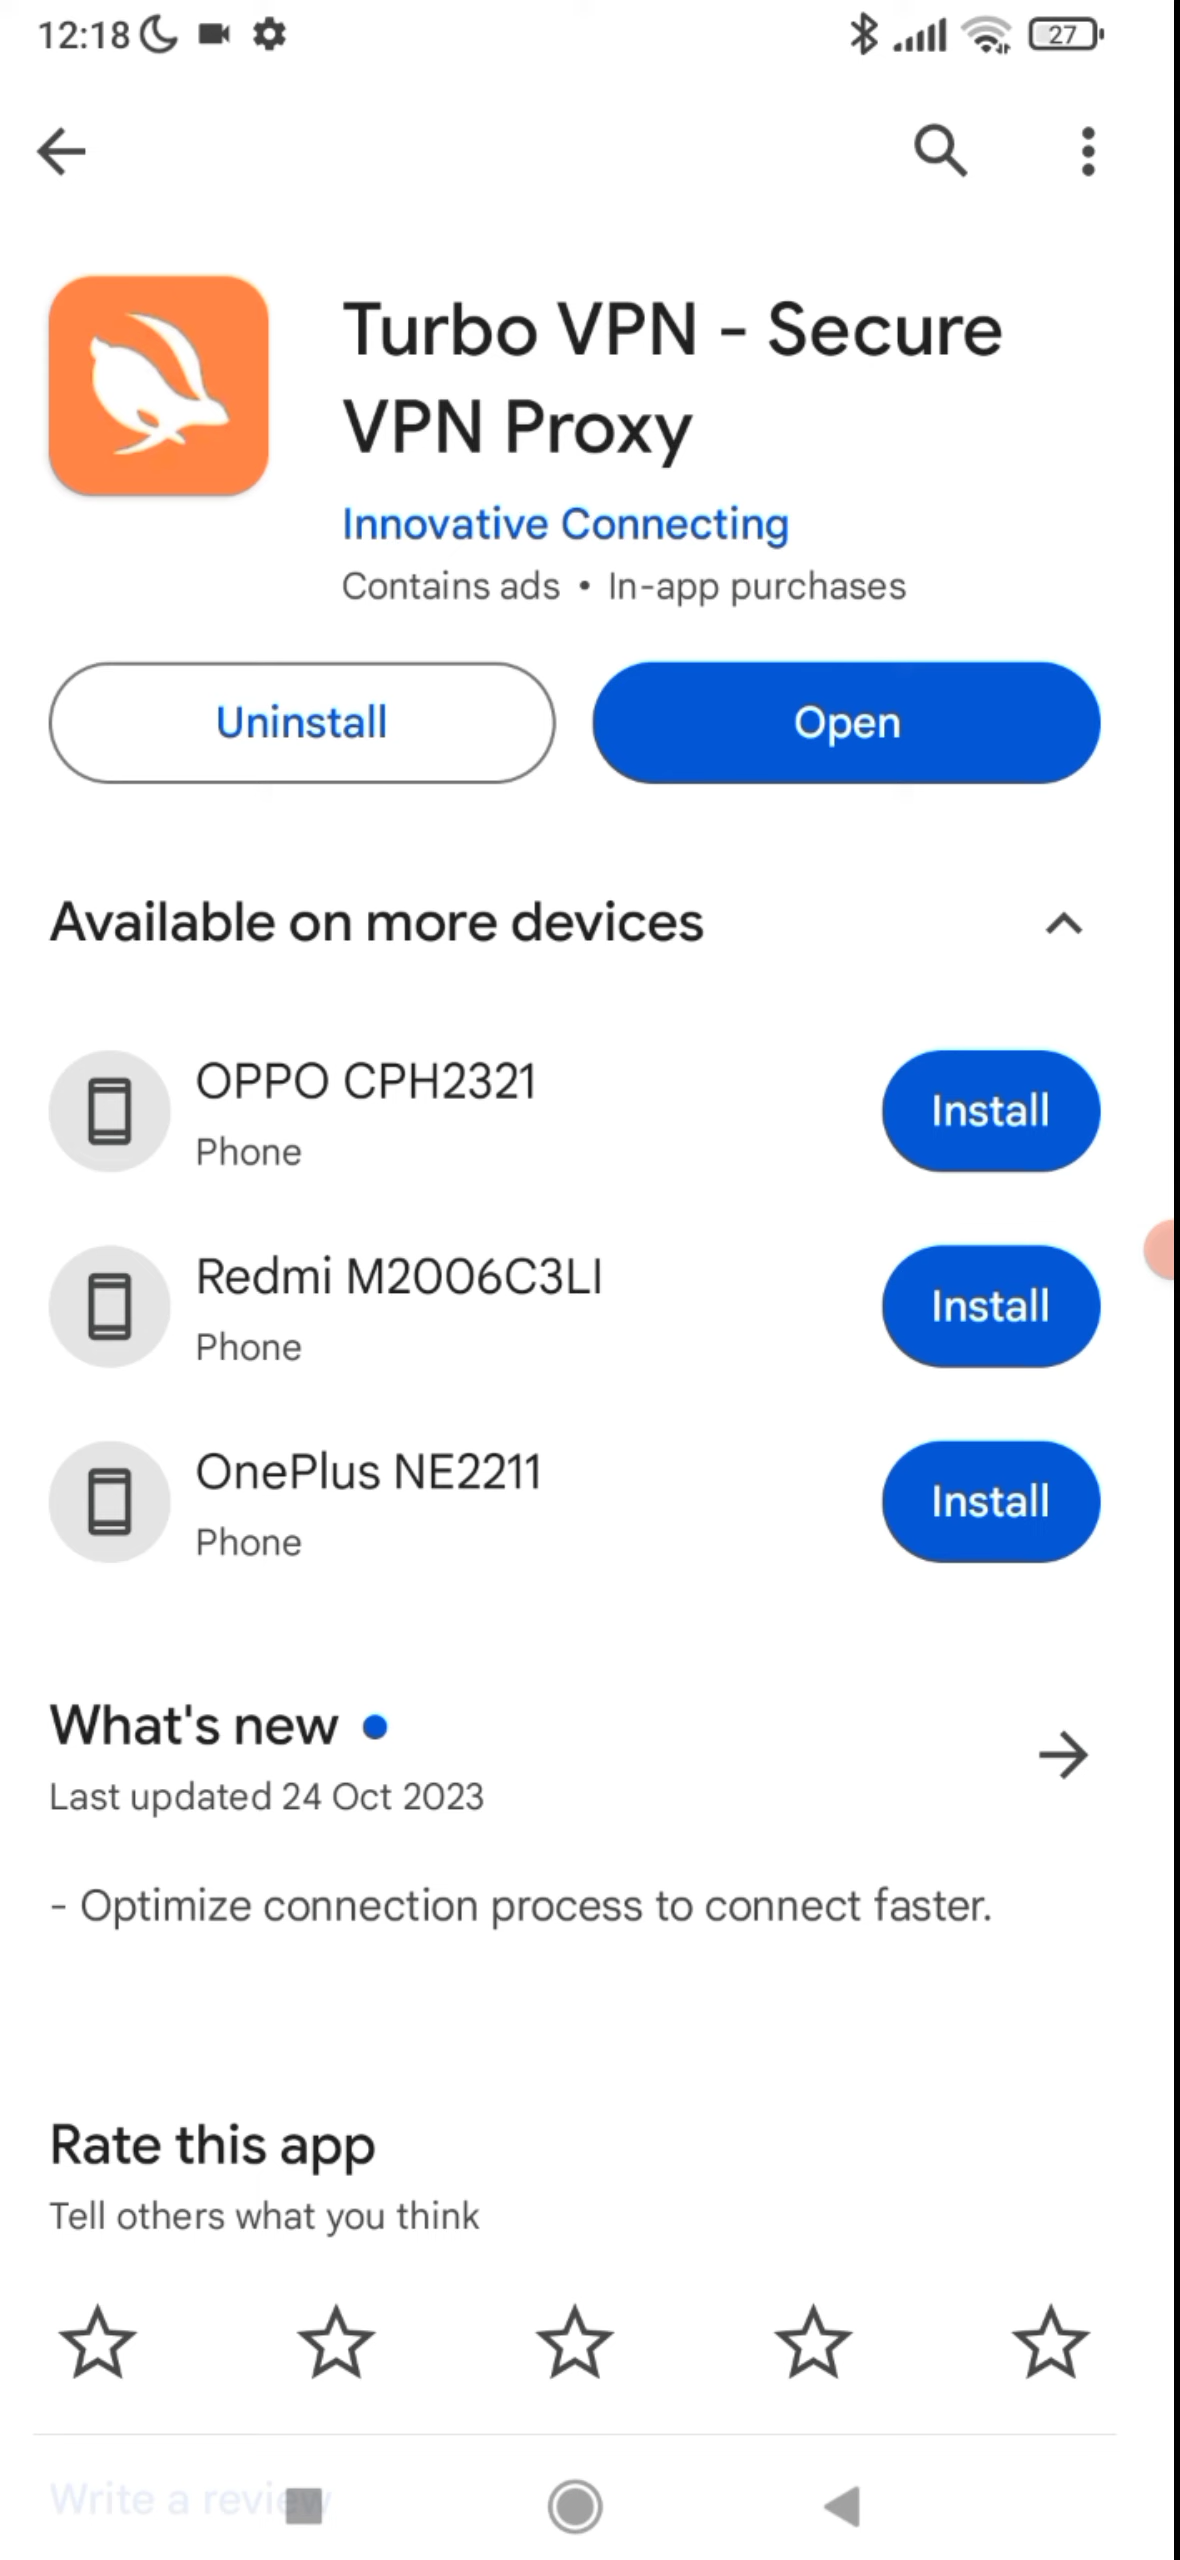 12:18
27
Turbo VPN - Secure
VPN Proxy
Innovative Connecting
Contains ads • In-app purchases
Uninstall
Open
Available on more devices
OPPO CPH2321
Phone
Install
Redmi M2006C3LI
Phone
Install
OnePlus NE2211
Phone
Install
What's new
Last updated 24 Oct 2023
- Optimize connection process to connect faster.
Rate this app
Tell others what you think
Write a review